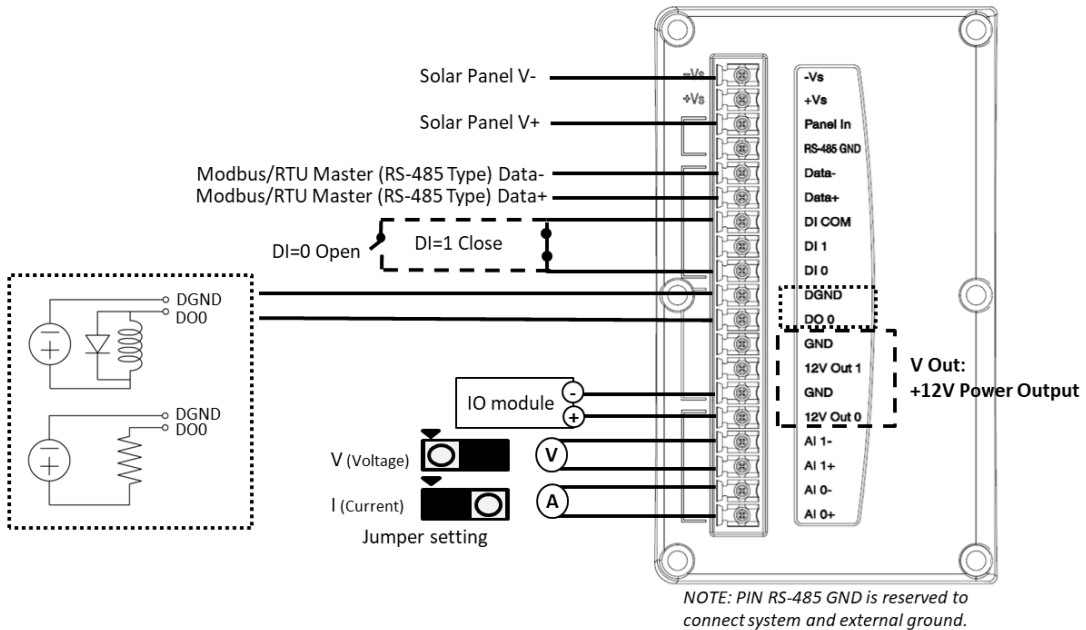 Solar Panel V-
Solar Panel V+
Modbus/RTU Master (RS-485 Type) Data-
Modbus/RTU Master (RS-485 Type) Data+
DI=0 Open
DI=1 Close
DGND
DO0
DGND
DO0
IO module
-
+
V (Voltage)
V
I (Current)
A
Jumper setting
-Vs
+Vs
-Vs
+Vs
Panel In
RS-485 GND
Data-
Data+
DI COM
DI 1
DI 0
DGND
DO 0
GND
12V Out 1
GND
12V Out 0
AI 1-
AI 1+
AI 0-
AI 0+
V Out:
+12V Power Output
NOTE: PIN RS-485 GND is reserved to
connect system and external ground.